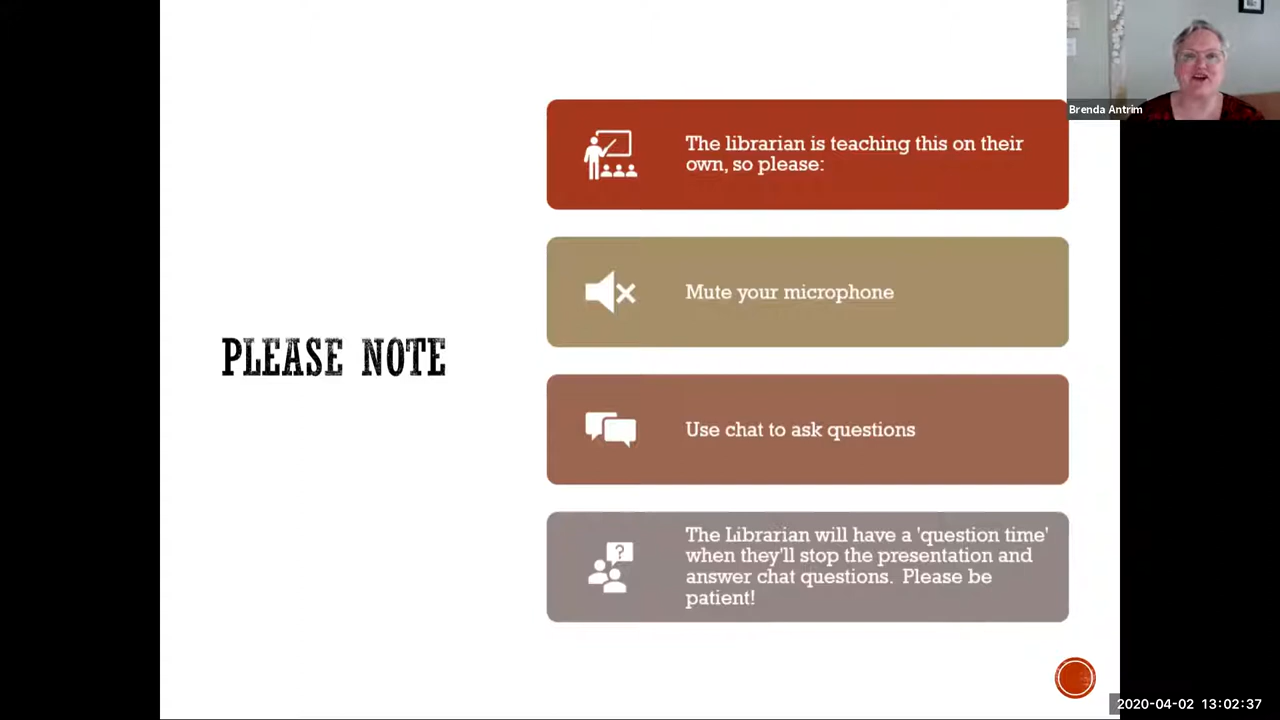 Brenda Antrim
The librarian is teaching this on their
own, so please:
Mute your microphone
PLEASE NOTE
Use chat to ask questions
?
The Librarian will have a 'question time'
when they'll stop the presentation and
answer chat questions.  Please be
patient!
2020-04-02 13:02:37